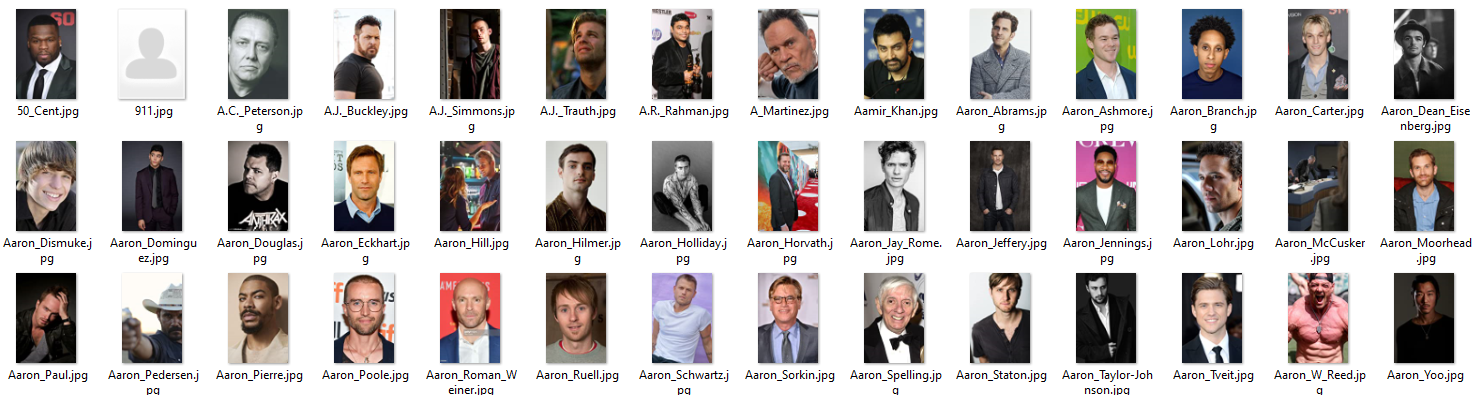 50_Cent.jpg
911.jpg
A.C._Peterson.jp
g
A.J._Buckley.jpg
A.J._Simmons.jp
g
A.J._Trauth.jpg
A.R._Rahman.jpg
A_Martinez.jpg
Aamir_Khan.jpg
Aaron_Abrams.j
pg
Aaron_Ashmore.j
pg
Aaron_Branch.jp
g
Aaron_Carter.jpg
Aaron_Dean_Eise
nberg.jpg
ANTHRAX
Aaron_Dismuke.j
pg
Aaron_Domingu
ez.jpg
Aaron_Douglas.j
pg
Aaron_Eckhart.jp
g
Aaron_Hill.jpg
Aaron_Hilmer.jp
g
Aaron_Holliday.j
pg
Aaron_Horvath.j
pg
Aaron_Jay_Rome.
jpg
Aaron_Jeffery.jpg
Aaron_Jennings.j
pg
Aaron_Lohr.jpg
Aaron_McCusker
.jpg
Aaron_Moorhead
.jpg
Aaron_Paul.jpg
Aaron_Pedersen.j
pg
Aaron_Pierre.jpg
Aaron_Poole.jpg
Aaron_Roman_W
einer.jpg
Aaron_Ruell.jpg
Aaron_Schwartz.j
pg
Aaron_Sorkin.jpg
Aaron_Spelling.jp
g
Aaron_Staton.jpg
Aaron_Taylor-Joh
nson.jpg
Aaron_Tveit.jpg
Aaron_W_Reed.jp
g
Aaron_Yoo.jpg